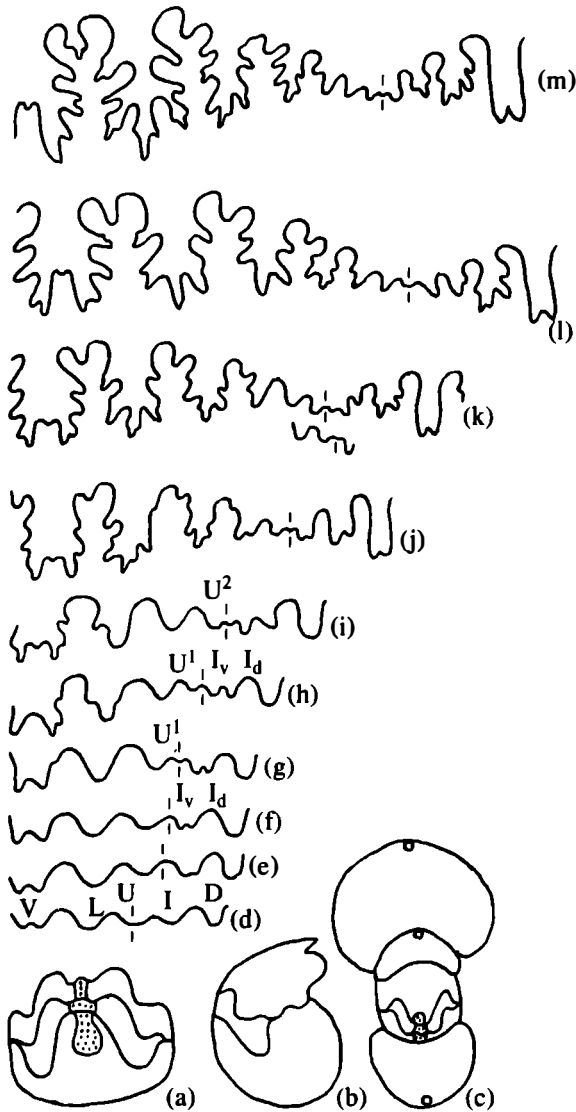 (m)
(l)
(k)
(j)
U²
(i)
U¹ Iᵥ I_d
(h)
U¹
(g)
Iᵥ I_d
(f)
(e)
V L U I D
(d)
(a) (b) (c)